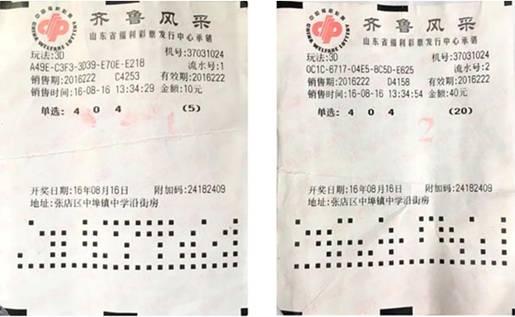 齐鲁风采
山东省福利彩票发行中心承销
玩法:3D 机号:37031024
A49E-C3F3-3D39-E70E-E21B 流水号:1
销售期:2016222 C4253 有效期:2016222
销售时间:16-08-16 13:34:29 金额:10元
单选: 4 0 4 (5)
开奖日期:16年08月16日 附加码:24182409
地址:张店区中埠镇中学沿街房
齐鲁风采
山东省福利彩票发行中心承销
玩法:3D 机号:37031024
0C1C-6717-04E5-8C5D-E625 流水号:2
销售期:2016222 D4158 有效期:2016222
销售时间:16-08-16 13:34:54 金额:40元
单选: 4 0 4 (20)
2
开奖日期:16年08月16日 附加码:24182409
地址:张店区中埠镇中学沿街房